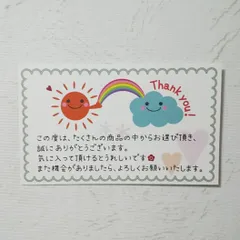 Thank you!
この度は、たくさんの商品の中からお選び頂き、
誠にありがとうございます。
気に入って頂けるとうれしいです
また機会がありましたら、よろしくお願いいたします。